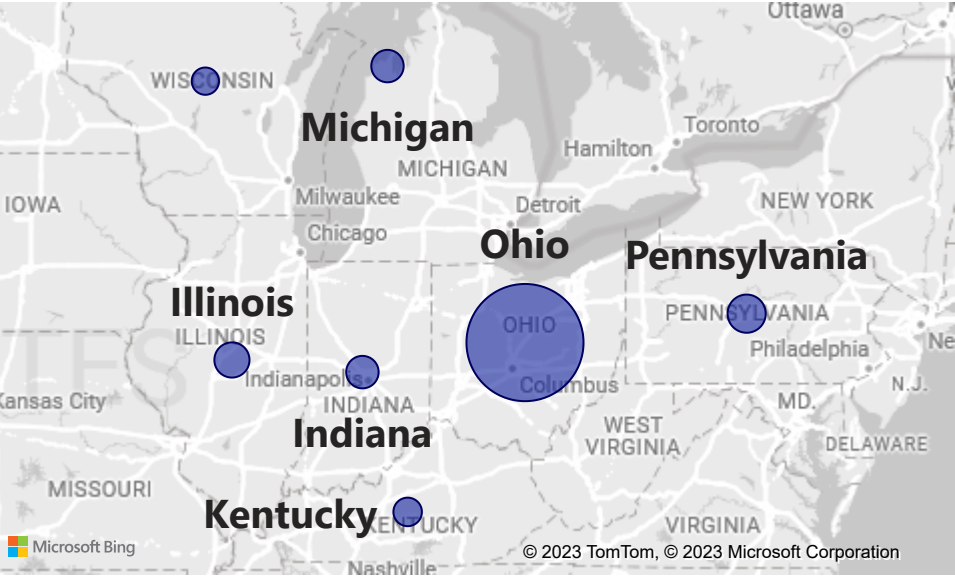 Ottawa
WISCONSIN
Michigan
Toronto
Hamilton
MICHIGAN
Milwaukee
IOWA
NEW YORK
Detroit
Chicago
Ohio
Pennsylvania
Illinois
PENNSYLVANIA
OHIO
ILLINOIS
Ne
Philadelphia
Indianapolis
Columbus
N.J.
Kansas City
INDIANA
MD.
Indiana
WEST
VIRGINIA
DELAWARE
MISSOURI
Kentucky
KENTUCKY
VIRGINIA
Microsoft Bing
© 2023 TomTom, © 2023 Microsoft Corporation
Nashville